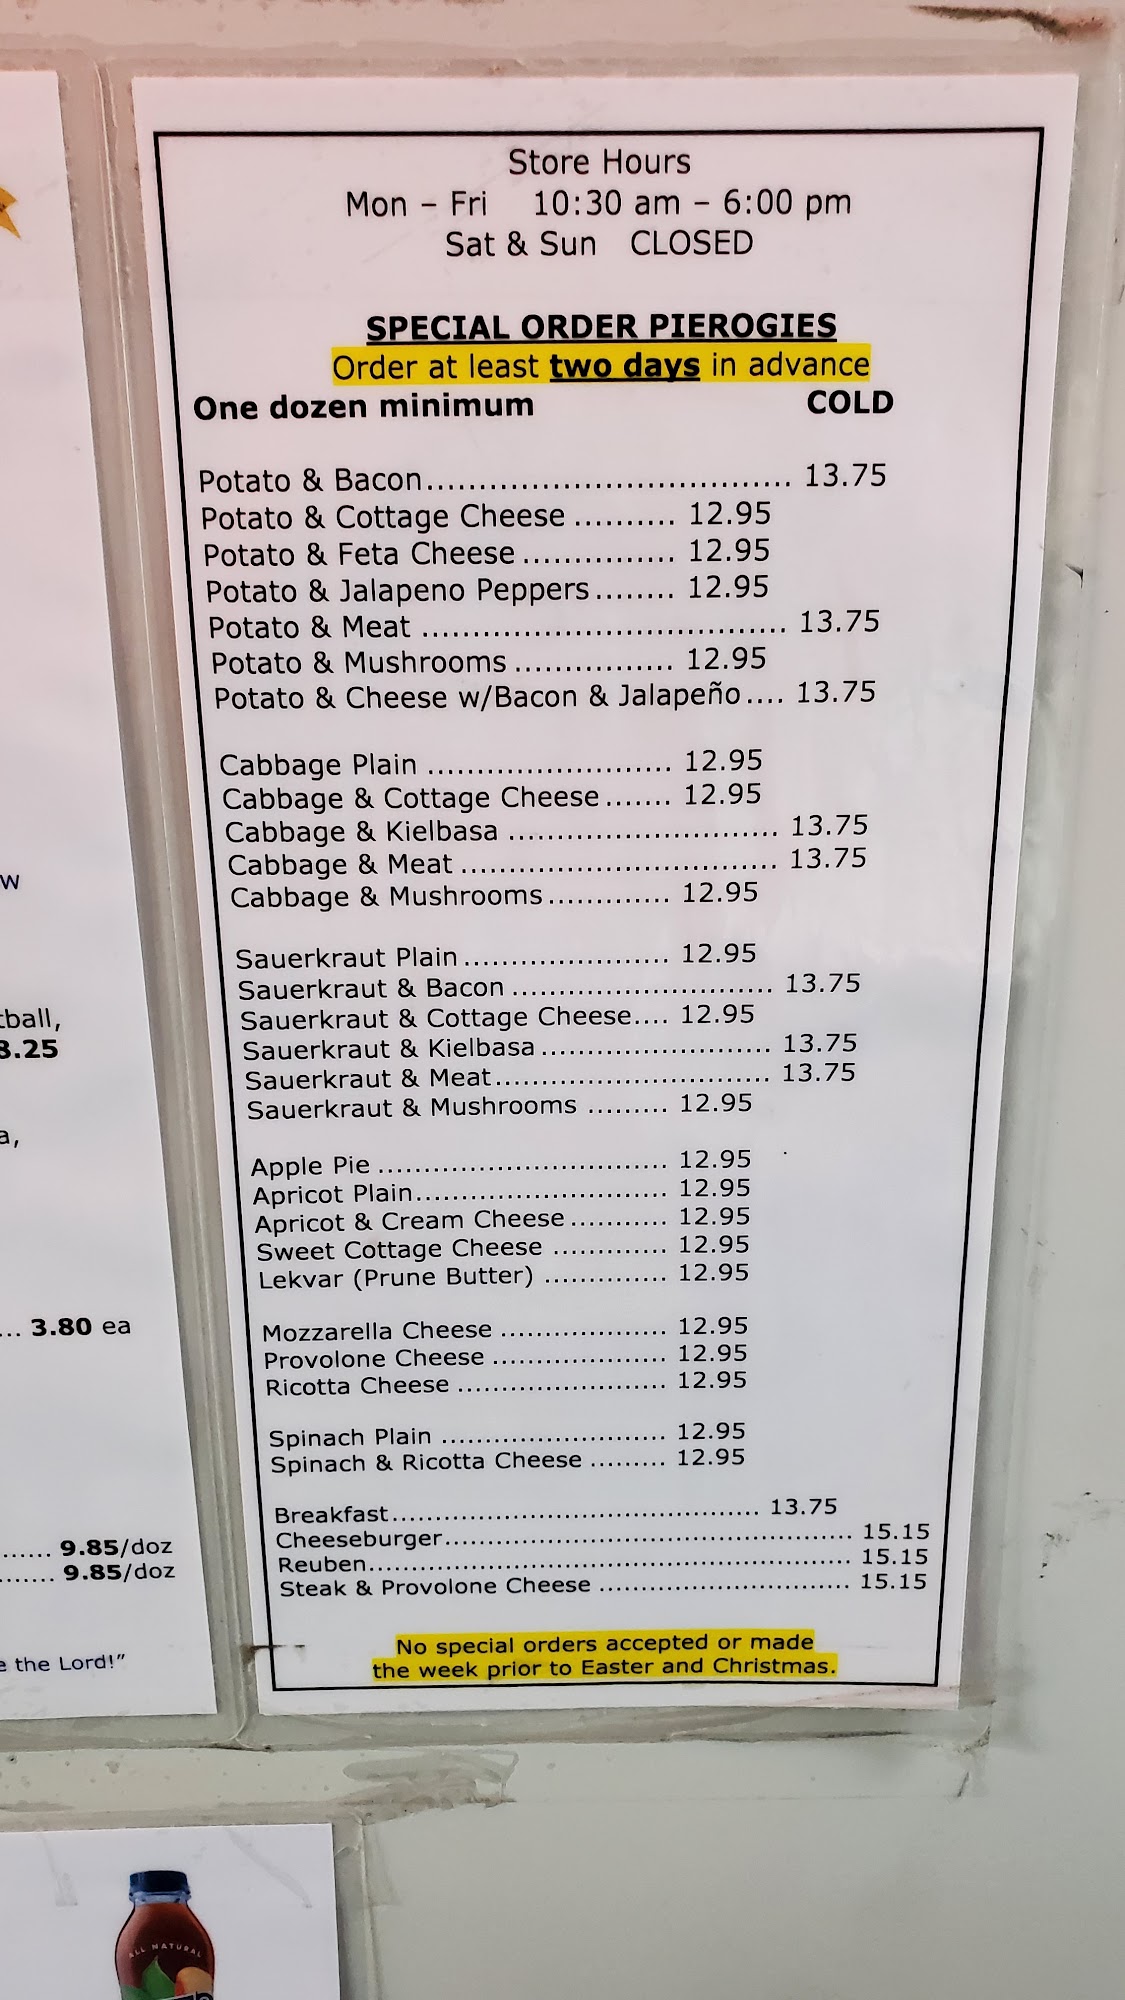 Store Hours
Mon – Fri 10:30 am – 6:00 pm
Sat & Sun CLOSED
SPECIAL ORDER PIEROGIES
Order at least two days in advance
One dozen minimum COLD
Potato & Bacon................................... 13.75
Potato & Cottage Cheese .......... 12.95
Potato & Feta Cheese ............... 12.95
Potato & Jalapeno Peppers........ 12.95
Potato & Meat ................................... 13.75
Potato & Mushrooms ................ 12.95
Potato & Cheese w/Bacon & Jalapeño.... 13.75
Cabbage Plain ........................ 12.95
Cabbage & Cottage Cheese....... 12.95
Cabbage & Kielbasa .......................... 13.75
Cabbage & Meat .............................. 13.75
Cabbage & Mushrooms ............ 12.95
Sauerkraut Plain .................... 12.95
Sauerkraut & Bacon .......................... 13.75
Sauerkraut & Cottage Cheese.... 12.95
Sauerkraut & Kielbasa ....................... 13.75
Sauerkraut & Meat............................ 13.75
Sauerkraut & Mushrooms ......... 12.95
Apple Pie ............................... 12.95
Apricot Plain........................... 12.95
Apricot & Cream Cheese ........... 12.95
Sweet Cottage Cheese ............. 12.95
Lekvar (Prune Butter) .............. 12.95
Mozzarella Cheese ................... 12.95
Provolone Cheese .................... 12.95
Ricotta Cheese ........................ 12.95
Spinach Plain .......................... 12.95
Spinach & Ricotta Cheese ......... 12.95
Breakfast.......................................... 13.75
Cheeseburger............................................... 15.15
Reuben........................................................ 15.15
Steak & Provolone Cheese .............................. 15.15
No special orders accepted or made
the week prior to Easter and Christmas.
w
tball,
8.25
a,
... 3.80 ea
...... 9.85/doz
....... 9.85/doz
e the Lord!”
ALL NATURAL